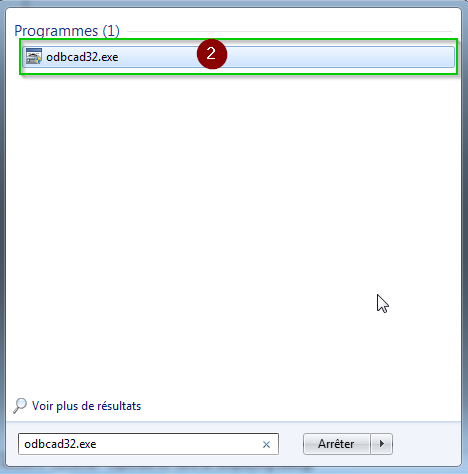 Programmes (1)
odbcad32.exe
2
Voir plus de résultats
odbcad32.exe
Arrêter